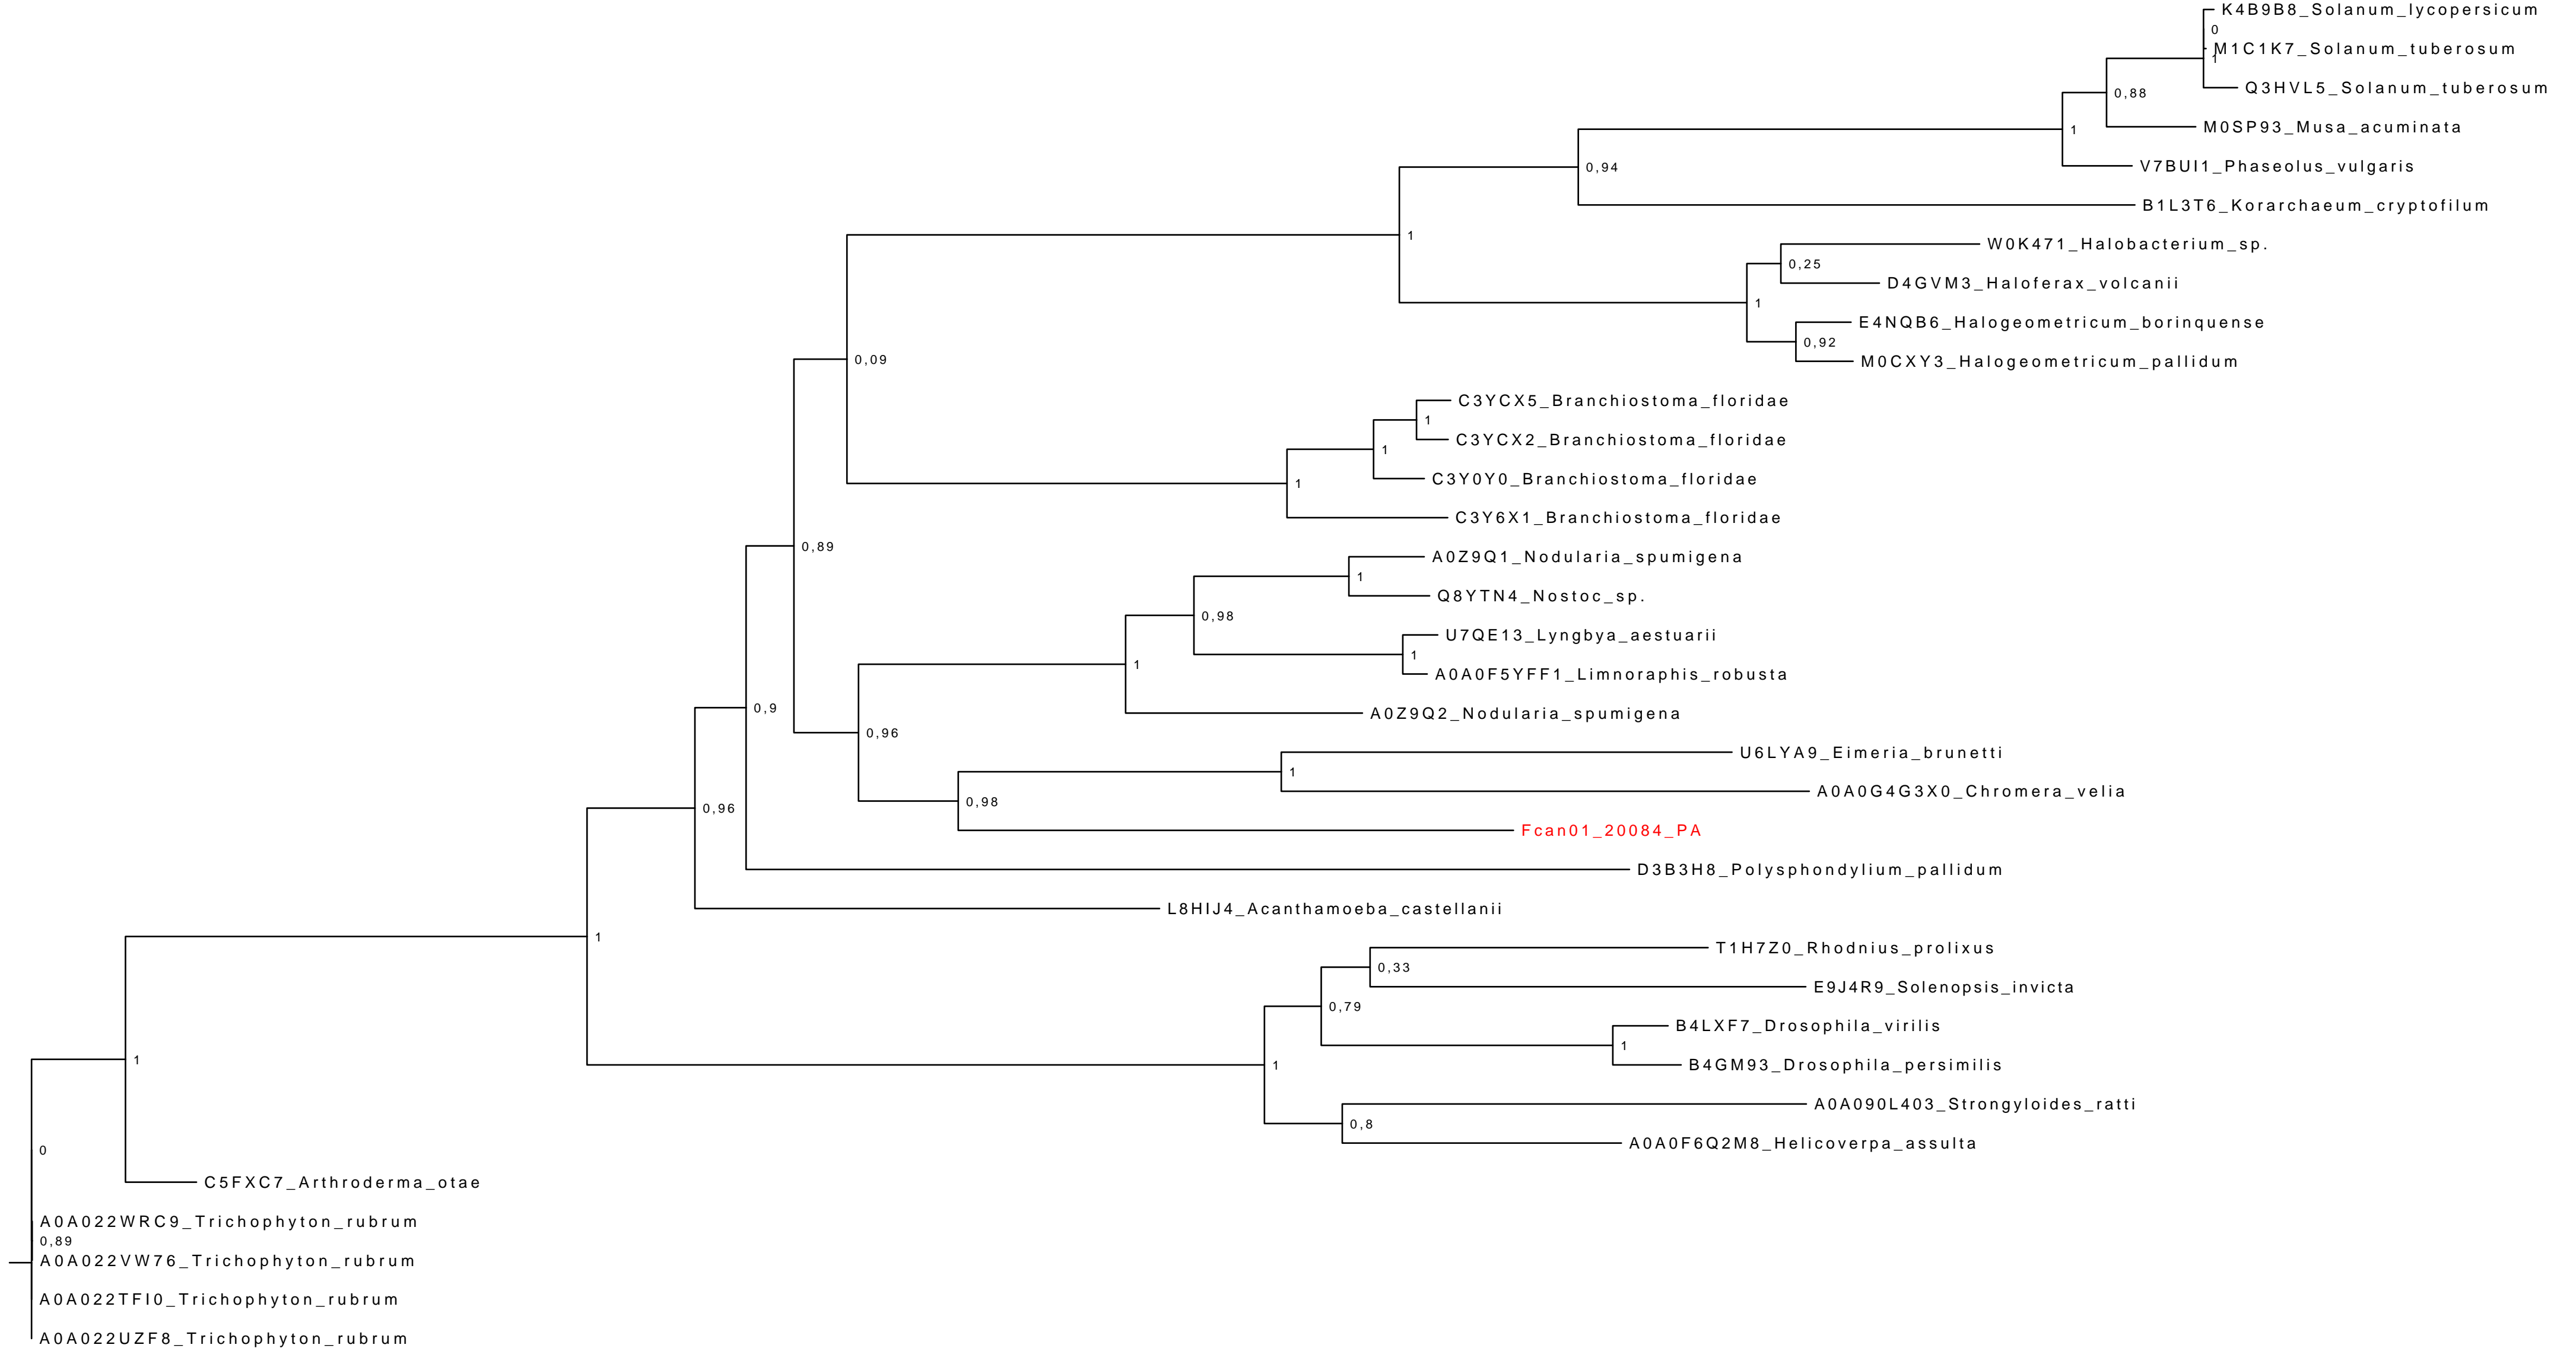 K4B9B8_Solanum_lycopersicum
0
M1C1K7_Solanum_tuberosum
1
Q3HVL5_Solanum_tuberosum
0,88
M0SP93_Musa_acuminata
1
V7BUI1_Phaseolus_vulgaris
0,94
B1L3T6_Korarchaeum_cryptofilum
1
W0K471_Halobacterium_sp.
0,25
D4GVM3_Haloferax_volcanii
1
E4NQB6_Halogeometricum_borinquense
0,92
M0CXY3_Halogeometricum_pallidum
0,09
C3YCX5_Branchiostoma_floridae
1
C3YCX2_Branchiostoma_floridae
1
C3Y0Y0_Branchiostoma_floridae
1
C3Y6X1_Branchiostoma_floridae
0,89
A0Z9Q1_Nodularia_spumigena
1
Q8YTN4_Nostoc_sp.
0,98
U7QE13_Lyngbya_aestuarii
1
A0A0F5YFF1_Limnoraphis_robusta
1
A0Z9Q2_Nodularia_spumigena
0,9
0,96
U6LYA9_Eimeria_brunetti
1
A0A0G4G3X0_Chromera_velia
0,98
0,96
Fcan01_20084_PA
D3B3H8_Polysphondylium_pallidum
L8HIJ4_Acanthamoeba_castellanii
1
T1H7Z0_Rhodnius_prolixus
0,33
E9J4R9_Solenopsis_invicta
0,79
B4LXF7_Drosophila_virilis
1
B4GM93_Drosophila_persimilis
1
1
A0A090L403_Strongyloides_ratti
0,8
A0A0F6Q2M8_Helicoverpa_assulta
0
C5FXC7_Arthroderma_otae
A0A022WRC9_Trichophyton_rubrum
0,89
A0A022VW76_Trichophyton_rubrum
A0A022TFI0_Trichophyton_rubrum
A0A022UZF8_Trichophyton_rubrum